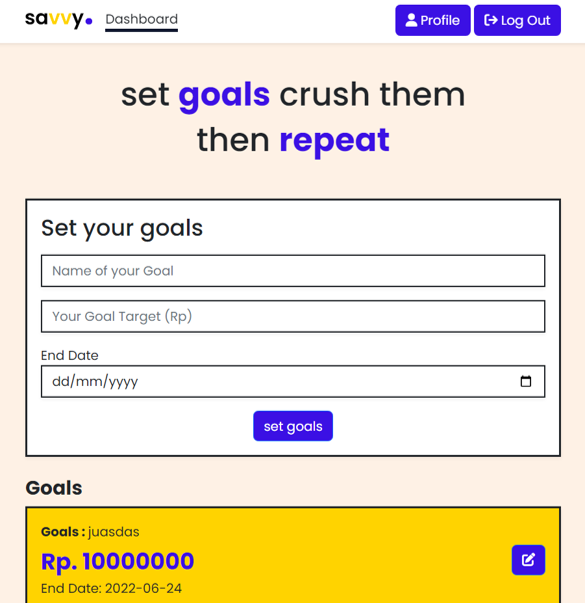 savvy. Dashboard Profile Log Out
set goals crush them
then repeat
Set your goals
Name of your Goal
Your Goal Target (Rp)
End Date
dd/mm/yyyy
set goals
Goals
Goals : juasdas
Rp. 10000000
End Date: 2022-06-24